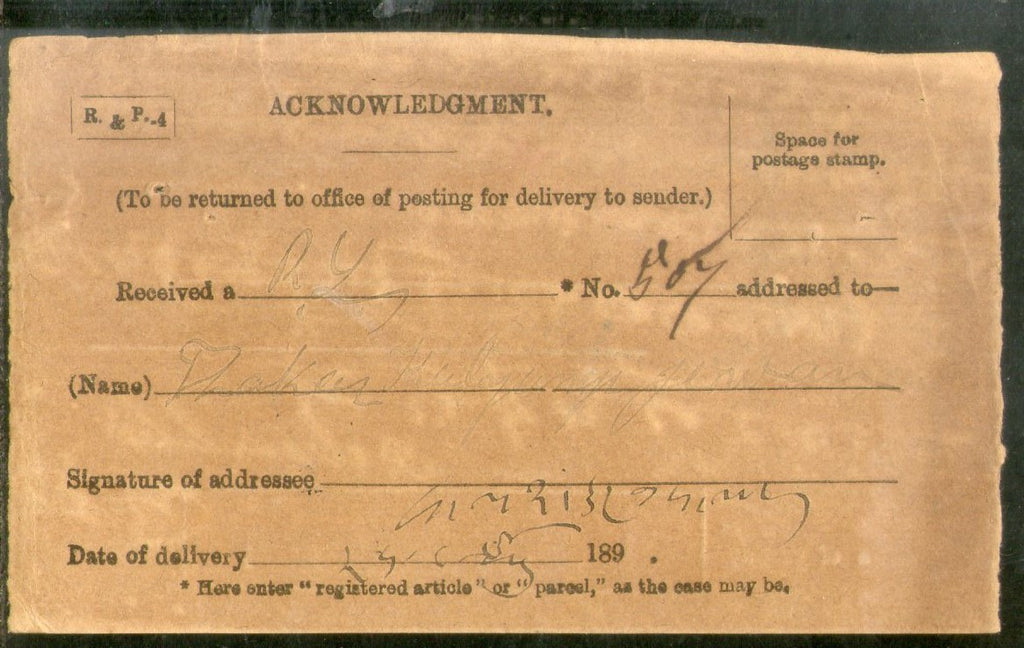 R. & P.-4
ACKNOWLEDGMENT.
Space for
postage stamp.
(To be returned to office of posting for delivery to sender.)
Received a R. L * No. 507 addressed to—
(Name) Thakar
Signature of addressee
Date of delivery 189 .
* Here enter "registered article" or "parcel," as the case may be.